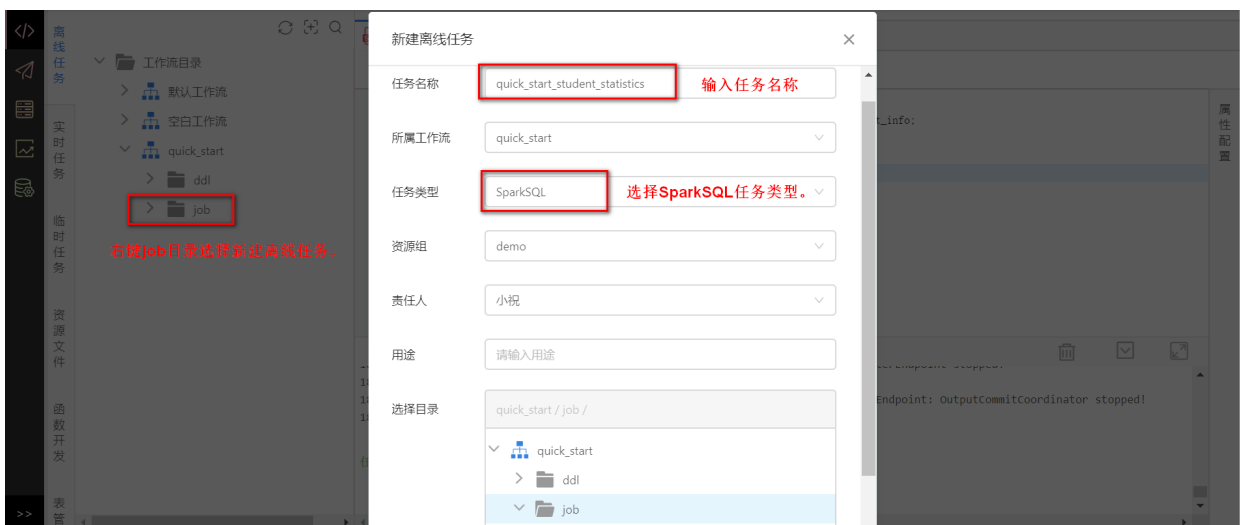 </>
离线任务
实时任务
临时任务
资源文件
函数开发
表管
>>
工作流目录
默认工作流
空白工作流
quick_start
ddl
job
右键job目录选择新建离线任务。
新建离线任务
任务名称
quick_start_student_statistics
输入任务名称
所属工作流
quick_start
任务类型
SparkSQL
选择SparkSQL任务类型。
资源组
demo
责任人
小祝
用途
请输入用途
选择目录
quick_start / job /
quick_start
ddl
job
t_info;
属性配置
Endpoint: OutputCommitCoordinator stopped!